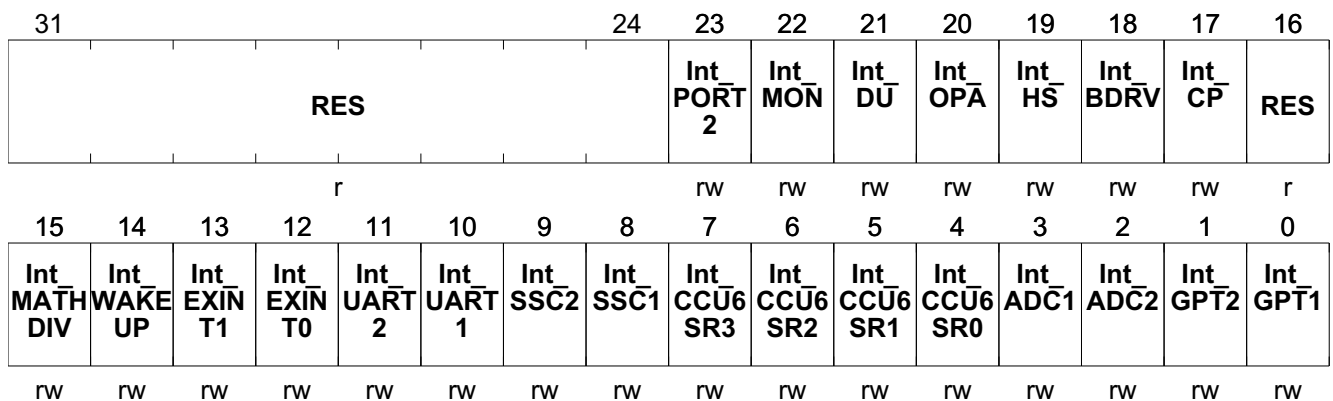 31 24 23 22 21 20 19 18 17 16
RES Int_ PORT 2 Int_ MON Int_ DU Int_ OPA Int_ HS Int_ BDRV Int_ CP RES
r rw rw rw rw rw rw rw r
15 14 13 12 11 10 9 8 7 6 5 4 3 2 1 0
Int_ MATH DIV Int_ WAKE UP Int_ EXIN T1 Int_ EXIN T0 Int_ UART 2 Int_ UART 1 Int_ SSC2 Int_ SSC1 Int_ CCU6 SR3 Int_ CCU6 SR2 Int_ CCU6 SR1 Int_ CCU6 SR0 Int_ ADC1 Int_ ADC2 Int_ GPT2 Int_ GPT1
rw rw rw rw rw rw rw rw rw rw rw rw rw rw rw rw